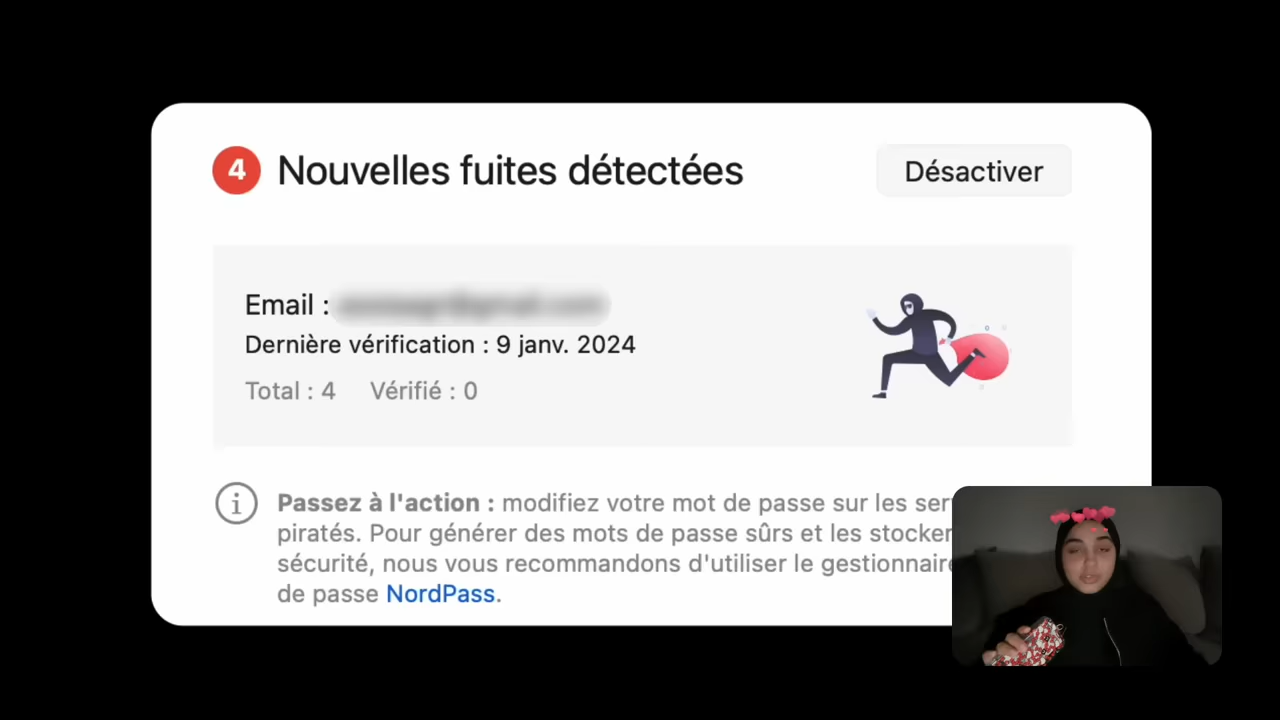 4 Nouvelles fuites détectées
Désactiver
Email :
Dernière vérification : 9 janv. 2024
Total : 4 Vérifié : 0
Passez à l'action : modifiez votre mot de passe sur les
piratés. Pour générer des mots de passe sûrs et les stocker
sécurité, nous vous recommandons d'utiliser le gestionnaire
de passe NordPass.